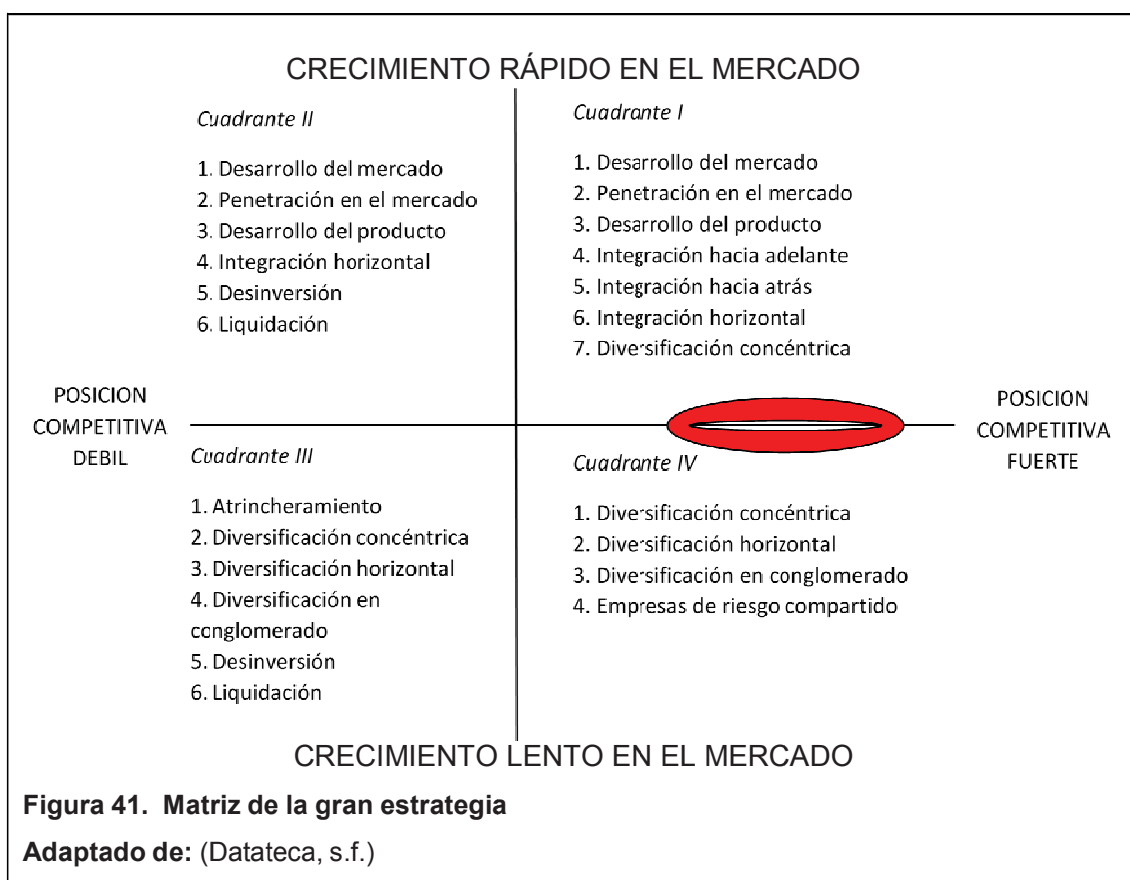 CRECIMIENTO RÁPIDO EN EL MERCADO
Cuadrante II
1. Desarrollo del mercado
2. Penetración en el mercado
3. Desarrollo del producto
4. Integración horizontal
5. Desinversión
6. Liquidación
Cuadrante I
1. Desarrollo del mercado
2. Penetración en el mercado
3. Desarrollo del producto
4. Integración hacia adelante
5. Integración hacia atrás
6. Integración horizontal
7. Diversificación concéntrica
POSICION
COMPETITIVA
DEBIL
POSICION
COMPETITIVA
FUERTE
Cuadrante III
1. Atrincheramiento
2. Diversificación concéntrica
3. Diversificación horizontal
4. Diversificación en
conglomerado
5. Desinversión
6. Liquidación
Cuadrante IV
1. Diversificación concéntrica
2. Diversificación horizontal
3. Diversificación en conglomerado
4. Empresas de riesgo compartido
CRECIMIENTO LENTO EN EL MERCADO
Figura 41. Matriz de la gran estrategia
Adaptado de: (Datateca, s.f.)